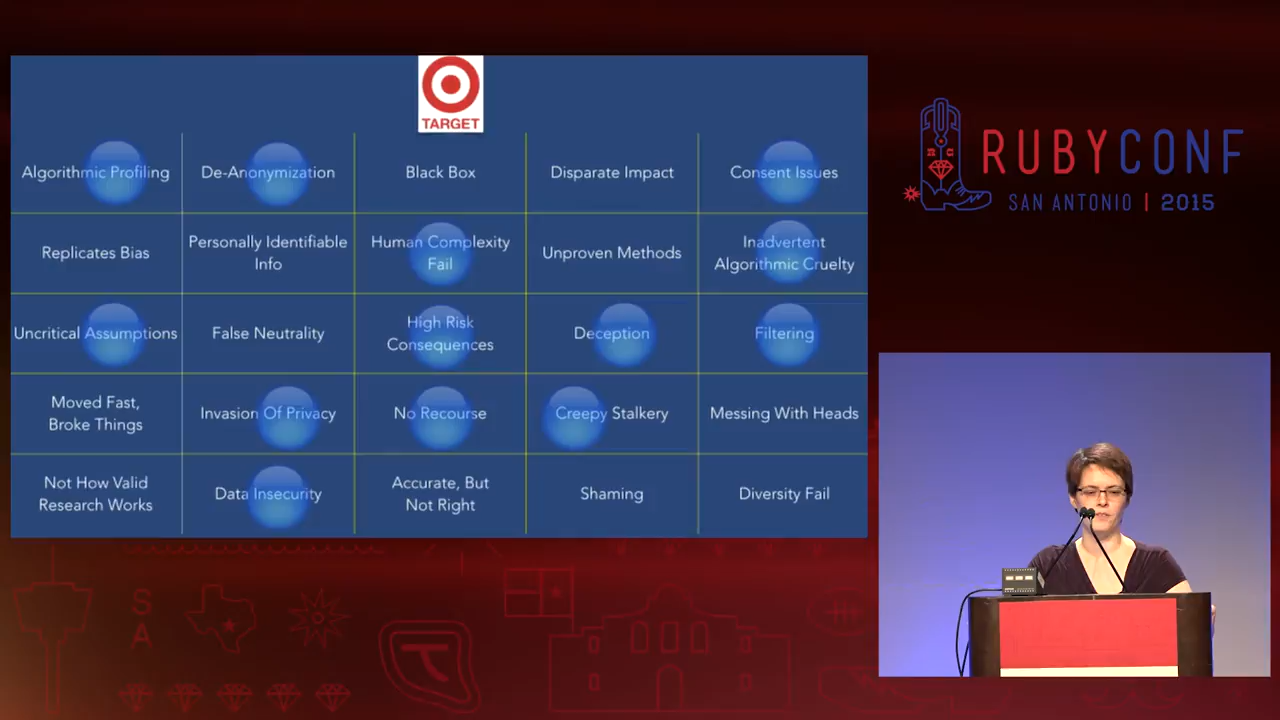 TARGET
Algorithmic Profiling
De-Anonymization
Black Box
Disparate Impact
Consent Issues
Replicates Bias
Personally Identifiable
Info
Human Complexity
Fail
Unproven Methods
Inadvertent
Algorithmic Cruelty
Uncritical Assumptions
False Neutrality
High Risk
Consequences
Deception
Filtering
Moved Fast,
Broke Things
Invasion Of Privacy
No Recourse
Creepy Stalkery
Messing With Heads
Not How Valid
Research Works
Data Insecurity
Accurate, But
Not Right
Shaming
Diversity Fail
RUBYCONF
SAN ANTONIO | 2015
S
A